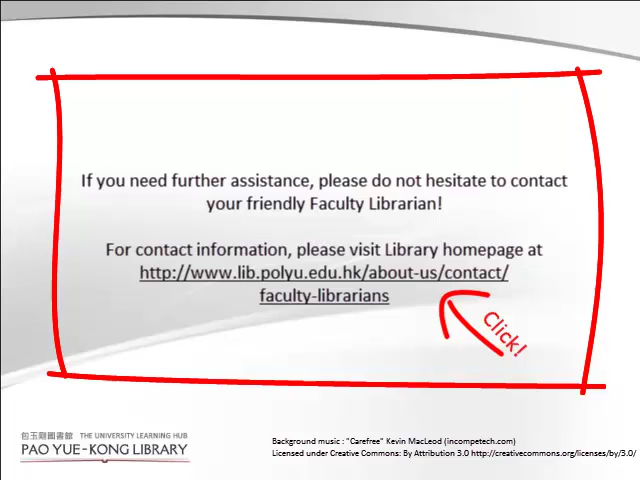 If you need further assistance, please do not hesitate to contact
your friendly Faculty Librarian!
For contact information, please visit Library homepage at
http://www.lib.polyu.edu.hk/about-us/contact/
faculty-librarians
Click!
包玉剛圖書館 THE UNIVERSITY LEARNING HUB
PAO YUE-KONG LIBRARY
Background music : "Carefree" Kevin MacLeod (incompetech.com)
Licensed under Creative Commons: By Attribution 3.0 http://creativecommons.org/licenses/by/3.0/